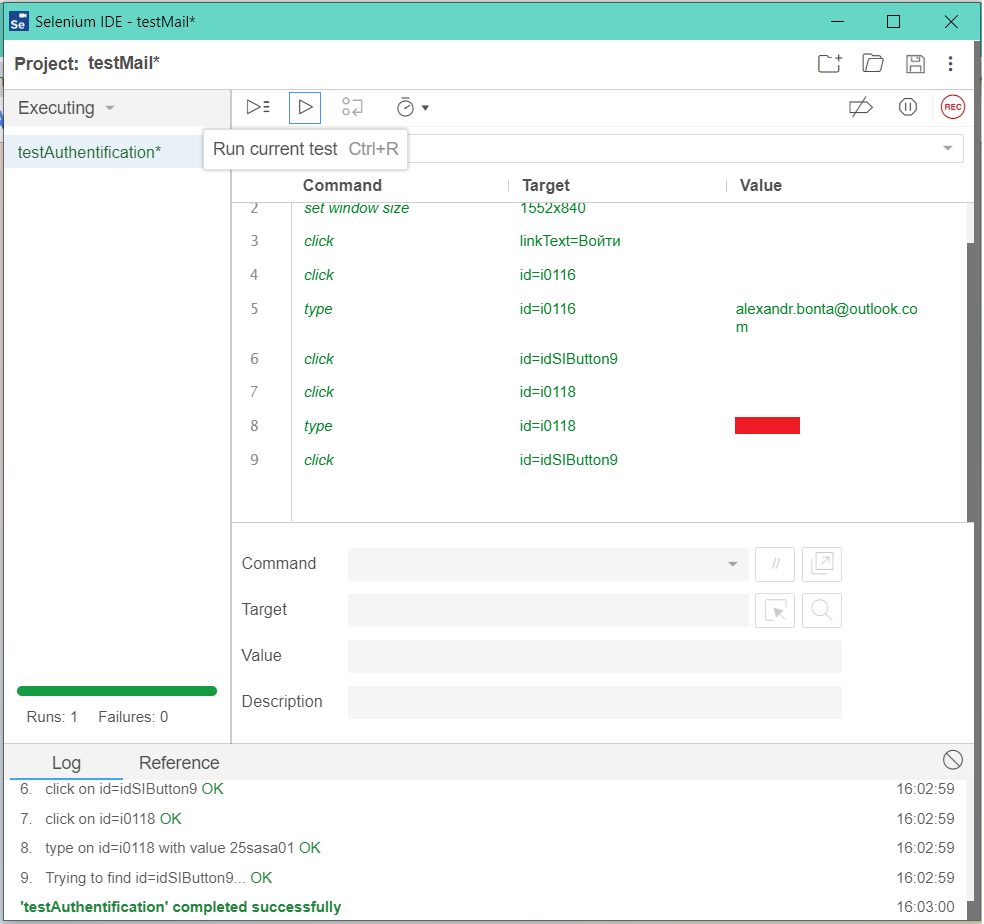 Se Selenium IDE - testMail*
Project: testMail*
Executing
testAuthentification*
REC
Run current test Ctrl+R
Command Target Value
2 set window size 1552x840
3 click linkText=Войти
4 click id=i0116
5 type id=i0116 alexandr.bonta@outlook.co
m
6 click id=idSIButton9
7 click id=i0118
8 type id=i0118
9 click id=idSIButton9
Command
//
Target
Value
Description
Runs: 1 Failures: 0
Log Reference
6. click on id=idSIButton9 OK 16:02:59
7. click on id=i0118 OK 16:02:59
8. type on id=i0118 with value 25sasa01 OK 16:02:59
9. Trying to find id=idSIButton9... OK 16:02:59
'testAuthentification' completed successfully 16:03:00